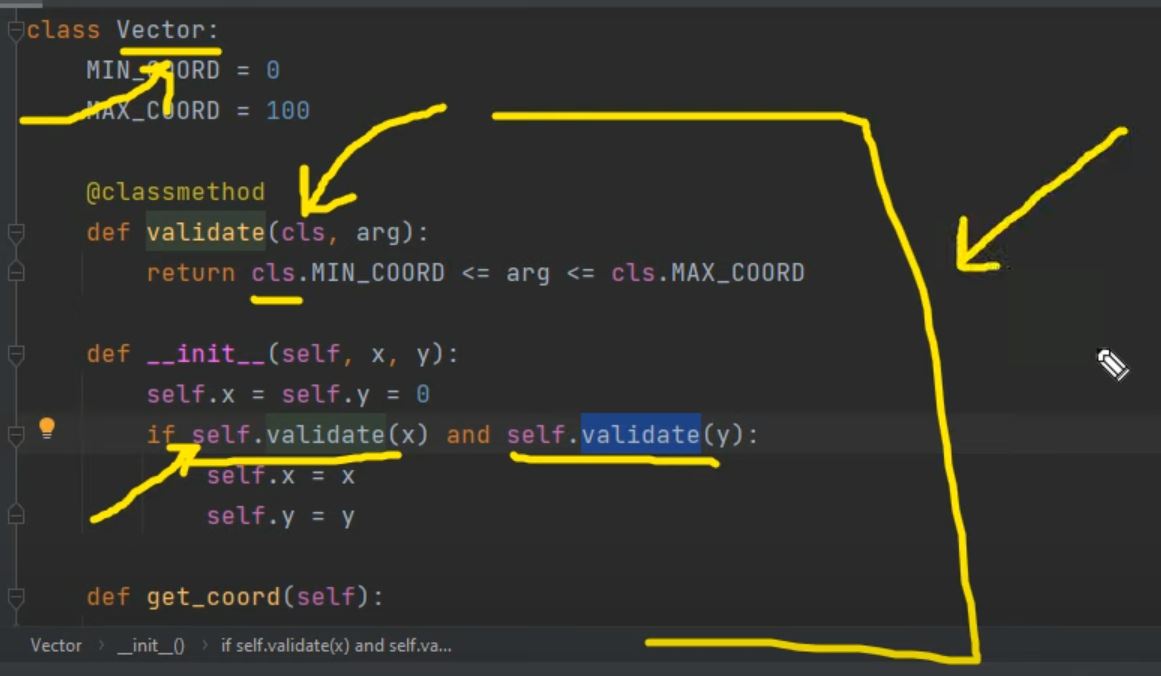 class Vector:
MIN_COORD = 0
MAX_COORD = 100
@classmethod
def validate(cls, arg):
return cls.MIN_COORD <= arg <= cls.MAX_COORD
def __init__(self, x, y):
self.x = self.y = 0
if self.validate(x) and self.validate(y):
self.x = x
self.y = y
def get_coord(self):
Vector › __init__() › if self.validate(x) and self.va...